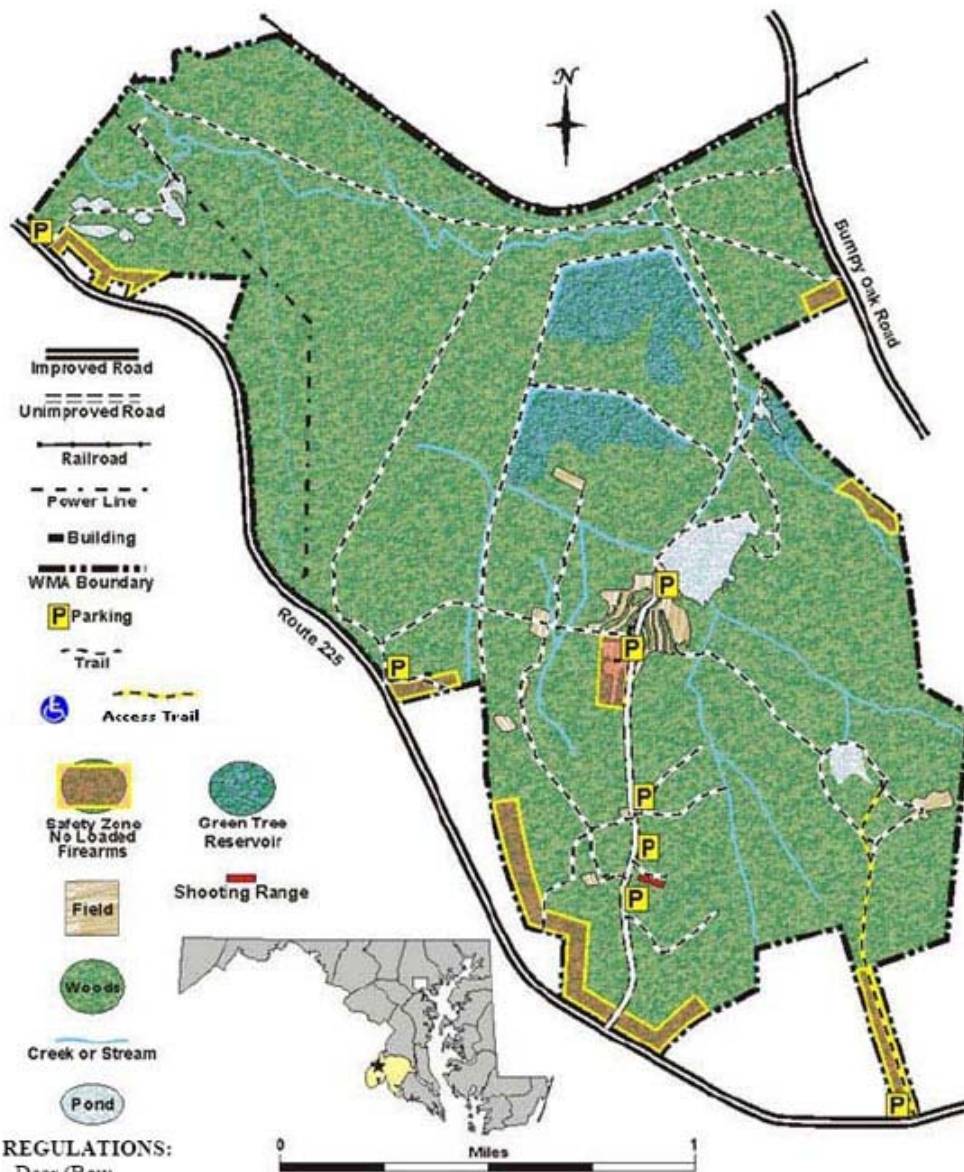 N
P
Bumpy Oak Road
Improved Road
Unimproved Road
Railroad
Power Line
Building
WMA Boundary
P Parking
Trail
Access Trail
Route 225
P
P
P
P
P
P
P
Safety Zone
No Loaded
Firearms
Green Tree
Reservoir
Shooting Range
Field
Woods
Creek or Stream
Pond
REGULATIONS:
0 Miles 1